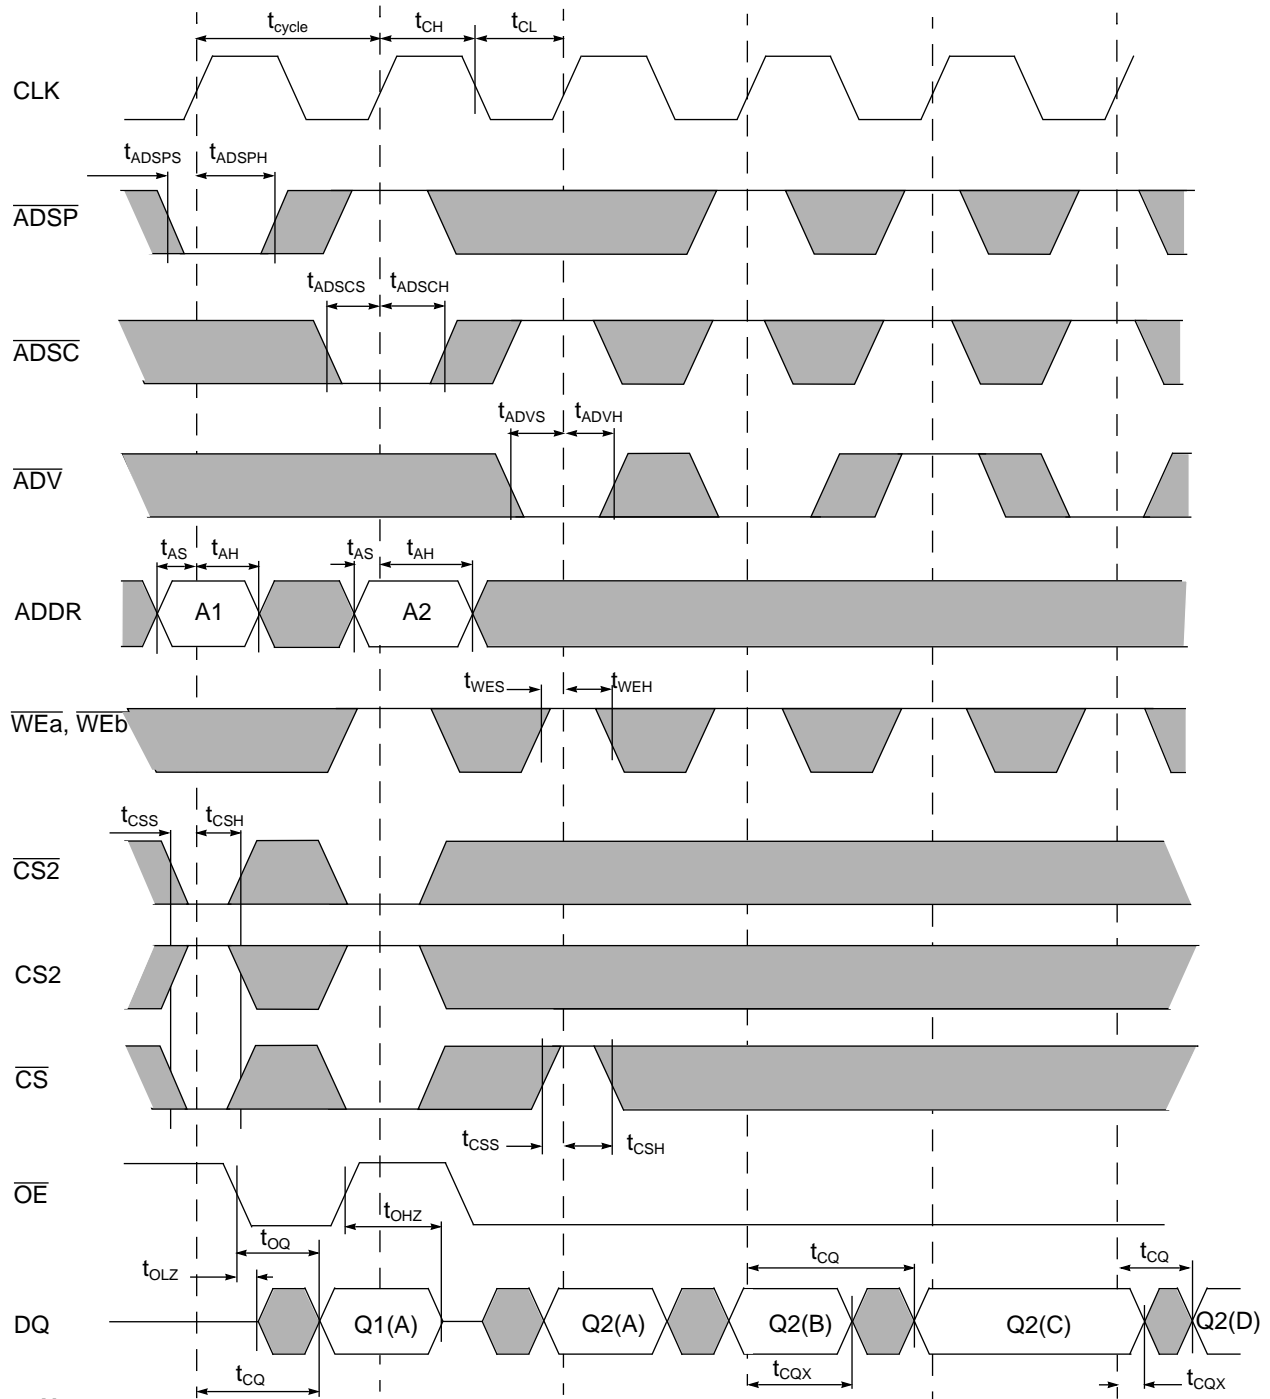 tcycle tCH tCL
CLK
tADSPS tADSPH
ADSP
tADSCS tADSCH
ADSC
tADVS tADVH
ADV
tAS tAH tAS tAH
ADDR A1 A2
tWES tWEH
WEa, WEb
tCSS tCSH
CS2
CS2
CS
tCSS tCSH
OE
tOHZ
tOQ tCQ tCQ
tOLZ
DQ Q1(A) Q2(A) Q2(B) Q2(C) Q2(D)
tCQ tCQX tCQX